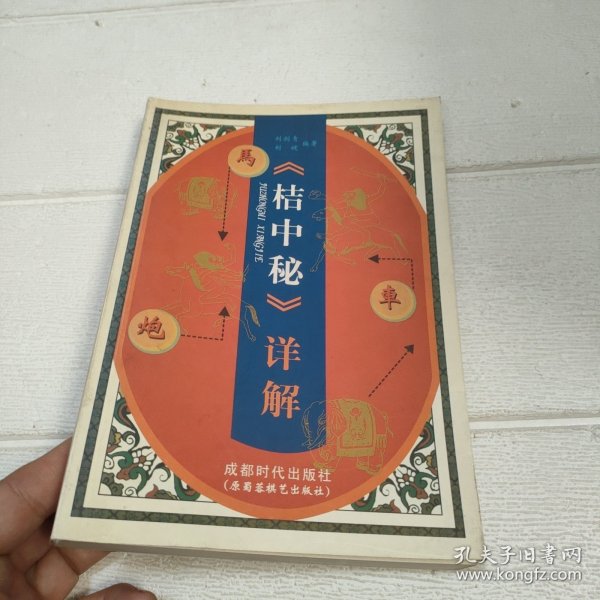 编著
馬
《桔中秘》
JUZHONGMI XIANGJIE
車
炮
详解
成都时代出版社
(原蜀蓉棋艺出版社)
孔夫子旧书网
www.kongfz.com